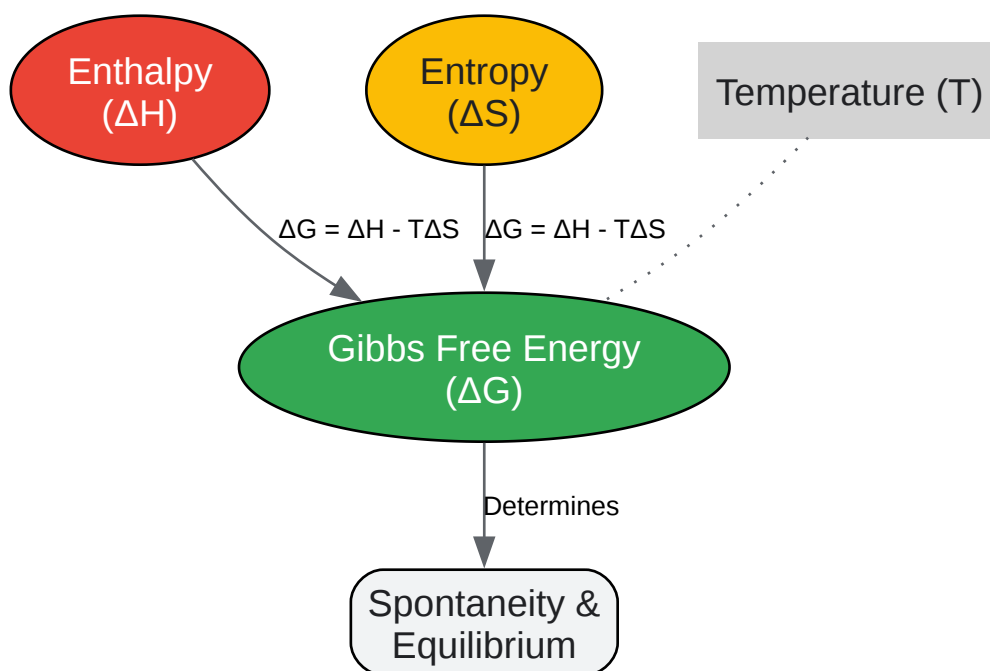 Enthalpy
(ΔH)
Entropy
(ΔS)
Temperature (T)
ΔG = ΔH - TΔS
ΔG = ΔH - TΔS
Gibbs Free Energy
(ΔG)
Determines
Spontaneity &
Equilibrium